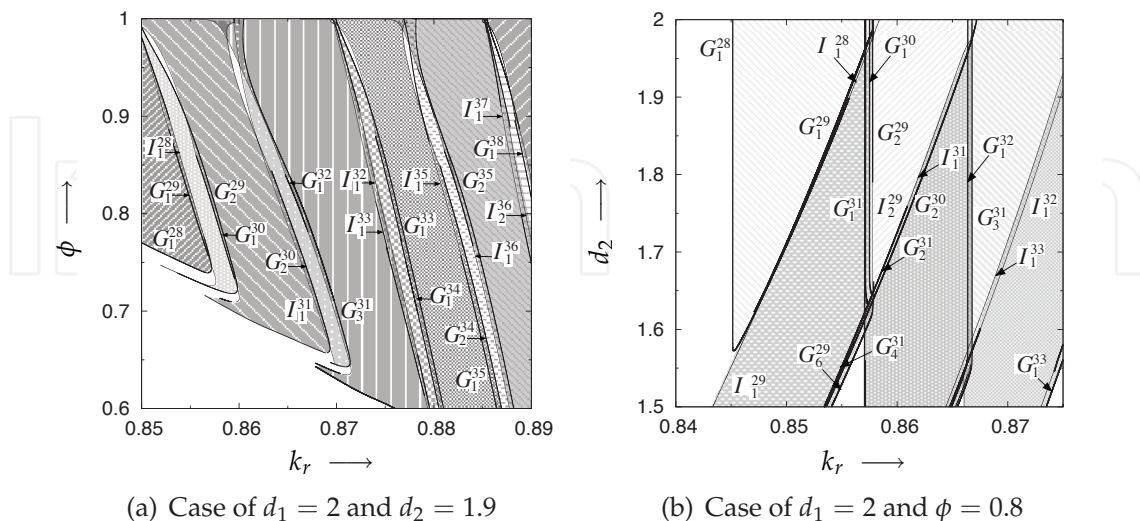 1
0.9
0.8
0.7
0.6
0.85 0.86 0.87 0.88 0.89
ϕ ⟶
k_r ⟶
I_1^{28}
G_1^{29}
G_1^{28}
G_2^{29}
G_1^{30}
G_2^{30}
I_1^{31}
G_1^{32}
G_3^{31}
I_1^{32}
I_1^{33}
G_1^{33}
I_1^{35}
G_2^{35}
I_1^{37}
G_1^{38}
I_2^{36}
I_1^{36}
G_1^{34}
G_2^{34}
G_1^{35}
(a) Case of d_1 = 2 and d_2 = 1.9
2
1.9
1.8
1.7
1.6
1.5
0.84 0.85 0.86 0.87
d_2 ⟶
k_r ⟶
G_1^{28}
I_1^{28}
G_1^{30}
G_1^{29}
G_2^{29}
I_1^{31}
G_1^{32}
G_1^{31}
I_2^{29}
G_2^{30}
G_3^{31}
I_1^{32}
G_2^{31}
I_1^{33}
G_6^{29}
G_4^{31}
I_1^{29}
G_1^{33}
(b) Case of d_1 = 2 and ϕ = 0.8